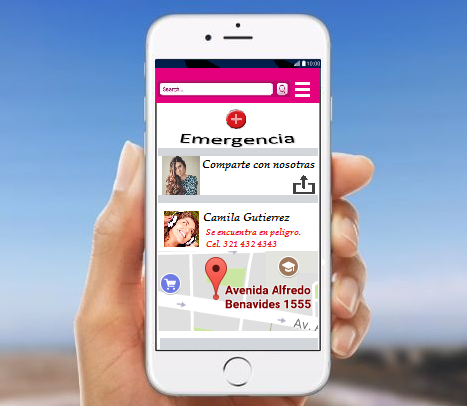 10:00
Search...
Emergencia
Comparte con nosotras
Camila Gutierrez
Se encuentra en peligro.
Cel. 321 432 4343
Avenida Alfredo
Benavides 1555
Av. A